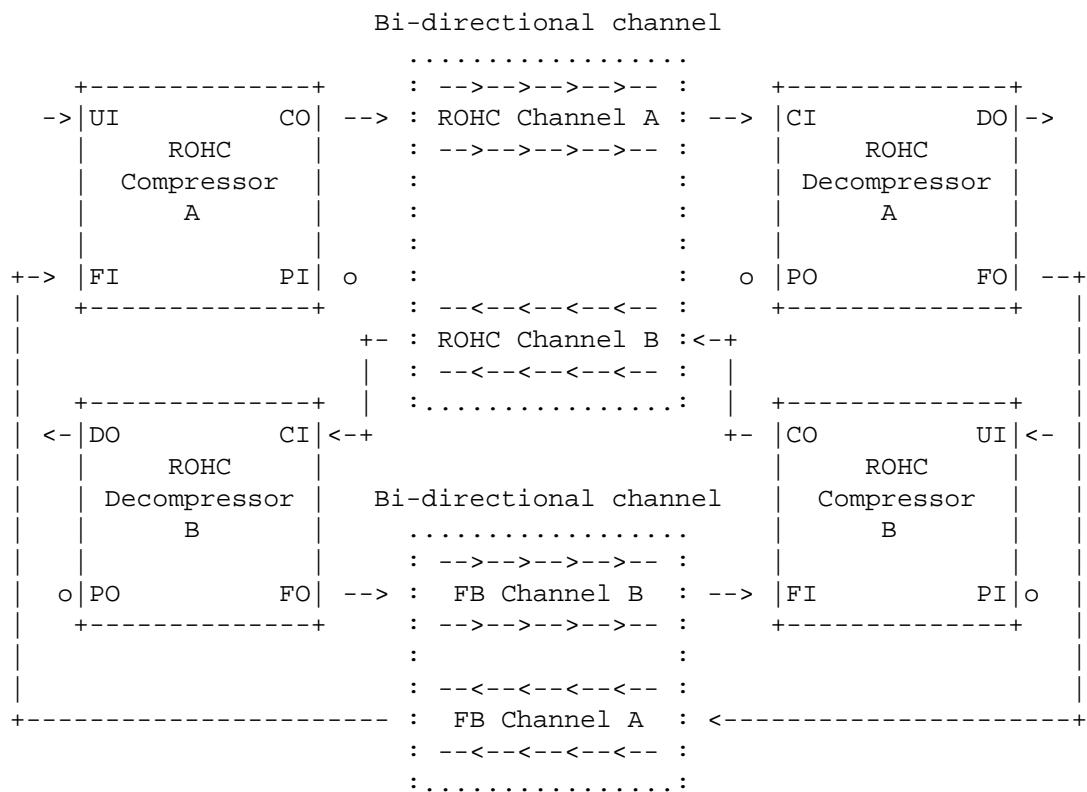 Bi-directional channel
..................
+--------------+ : -->-->-->-->-- : +--------------+
->|UI CO| --> : ROHC Channel A : --> |CI DO|->
| ROHC | : -->-->-->-->-- : | ROHC |
| Compressor | : : | Decompressor |
| A | : : | A |
| | : : | |
+-> |FI PI| o : : o |PO FO| --+
| +--------------+ : --<--<--<--<-- : +--------------+ |
| +- : ROHC Channel B :<-+ |
| | : --<--<--<--<-- : | |
| +--------------+ | :................: | +--------------+ |
| <-|DO CI|<-+ +- |CO UI|<- |
| | ROHC | | ROHC | |
| | Decompressor | Bi-directional channel | Compressor | |
| | B | .................. | B | |
| | | : -->-->-->-->-- : | | |
| o|PO FO| --> : FB Channel B : --> |FI PI|o |
| +--------------+ : -->-->-->-->-- : +--------------+ |
| : : |
| : --<--<--<--<-- : |
+----------------------- : FB Channel A : <----------------------+
: --<--<--<--<-- :
:................: